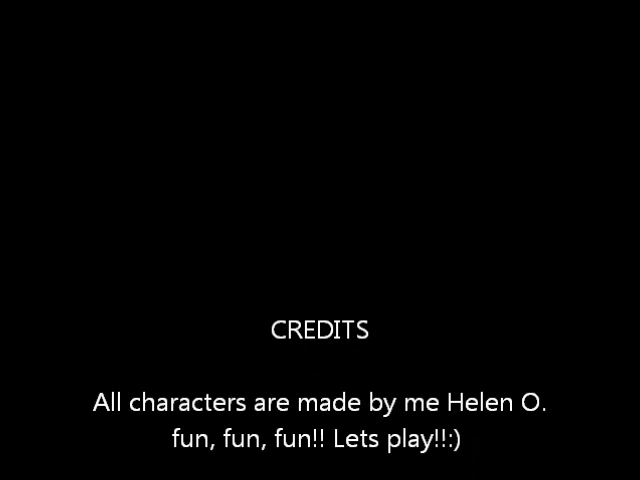 CREDITS
All characters are made by me Helen O.
fun, fun, fun!! Lets play!!:)